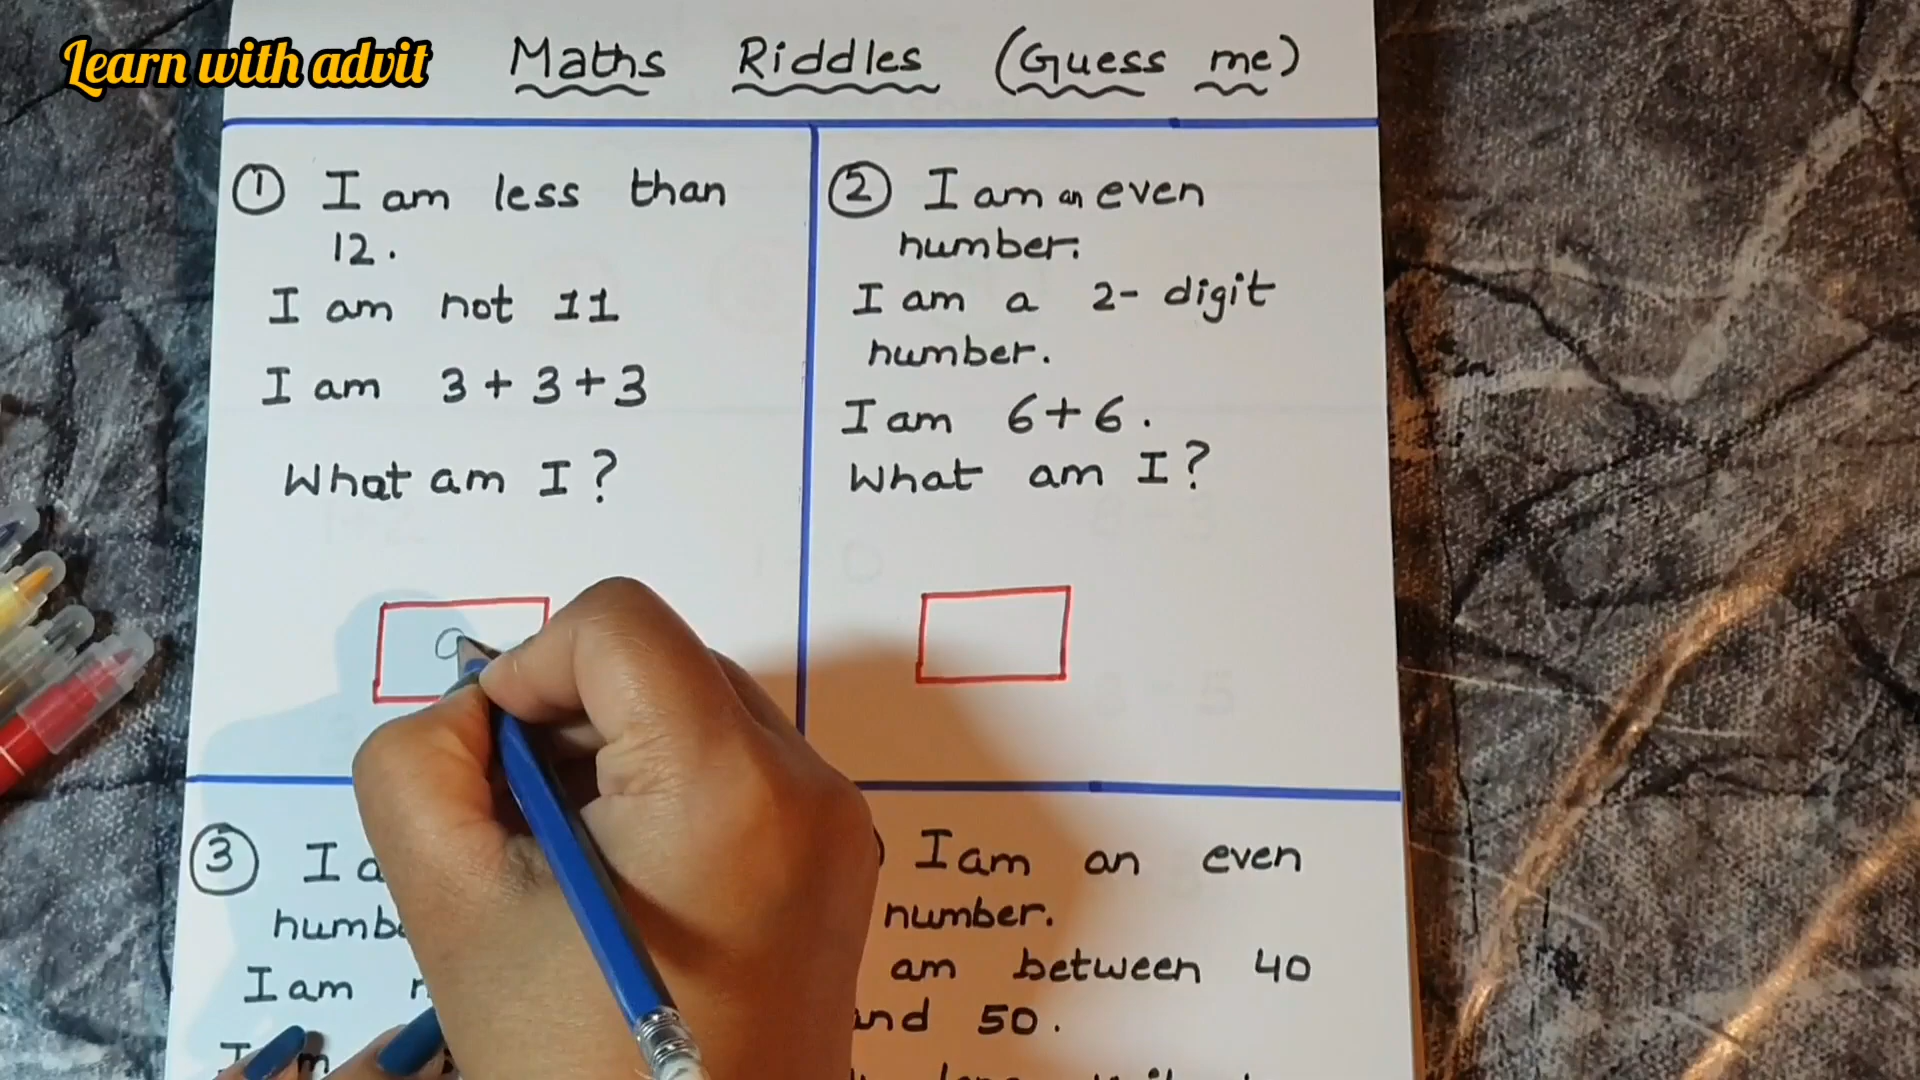 Learn with advit
Maths Riddles (Guess me)
1 I am less than
12.
I am not 11
I am 3+3+3
What am I?
2 I am an even
number.
I am a 2-digit
number.
I am 6+6.
What am I?
3 I
I am
I am an even
number.
am between 40
and 50.